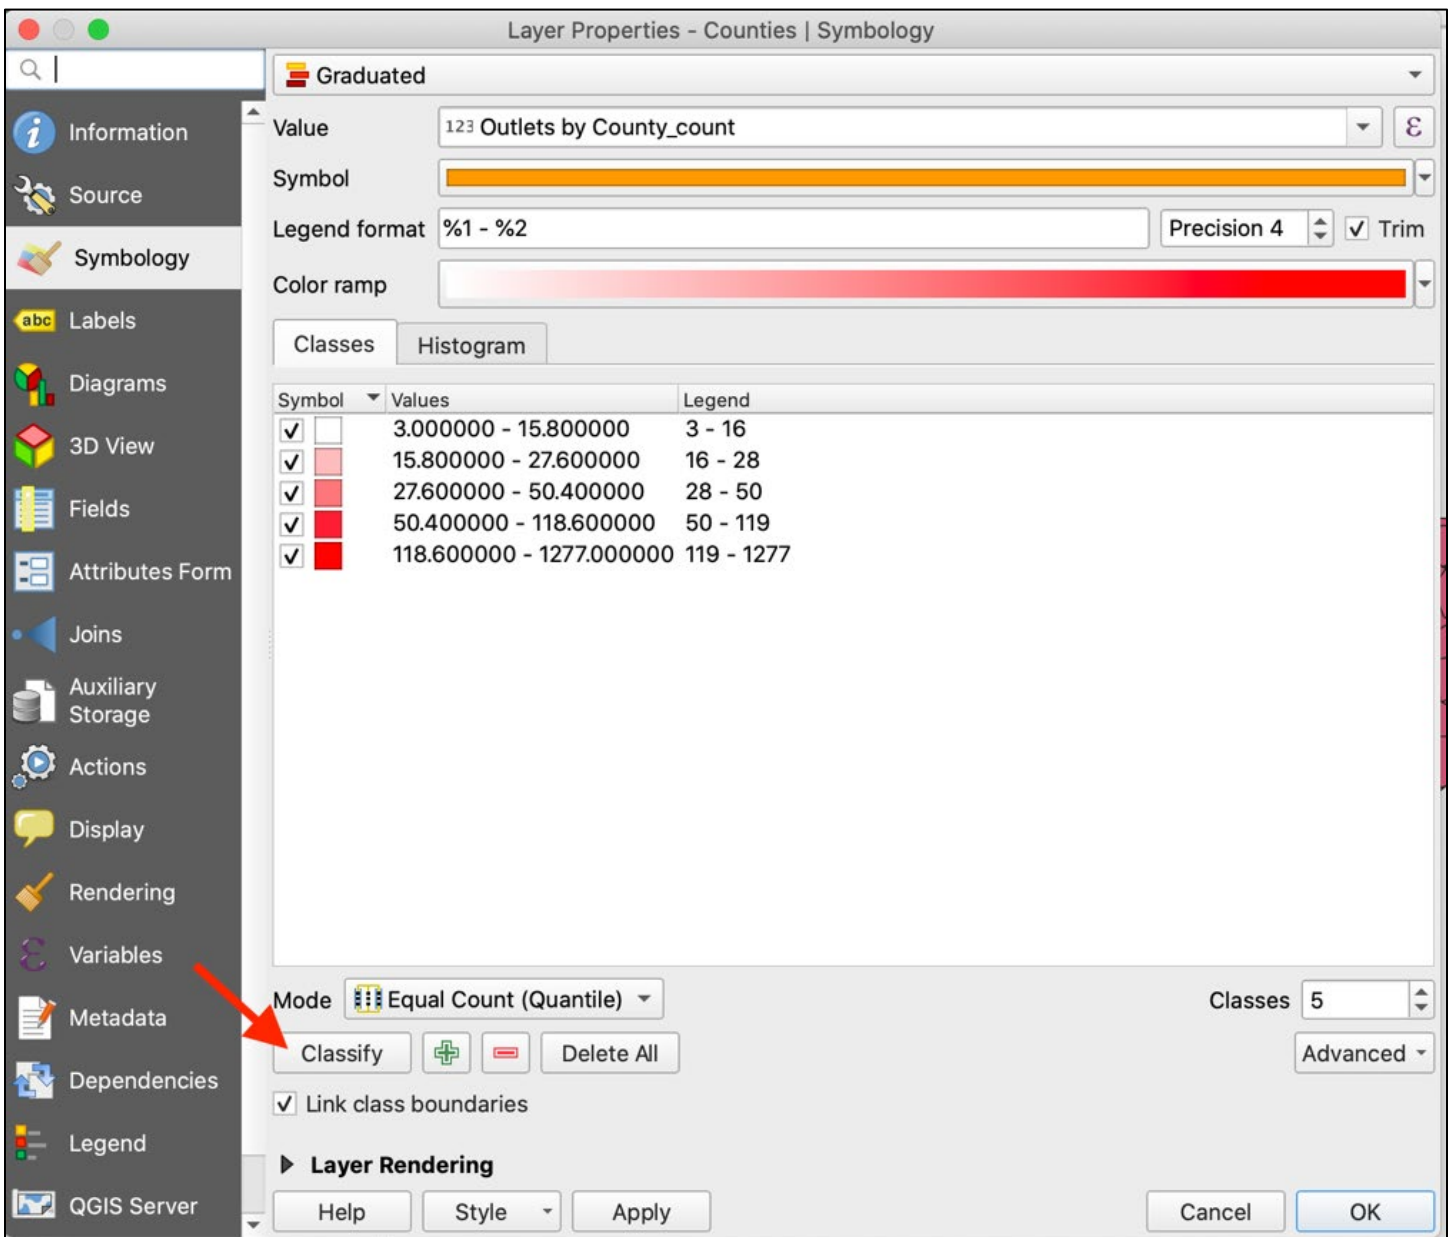 Layer Properties - Counties | Symbology
Graduated
Information
Value
123 Outlets by County_count
ε
Source
Symbol
Symbology
Legend format
%1 - %2
Precision 4
Trim
Color ramp
abc
Labels
Classes
Histogram
Diagrams
Symbol Values Legend
3.000000 - 15.800000 3 - 16
3D View
15.800000 - 27.600000 16 - 28
27.600000 - 50.400000 28 - 50
Fields
50.400000 - 118.600000 50 - 119
118.600000 - 1277.000000 119 - 1277
Attributes Form
Joins
Auxiliary
Storage
Actions
Display
Rendering
Variables
Mode Equal Count (Quantile) Classes 5
Metadata
Classify Delete All Advanced
Dependencies
Link class boundaries
Legend
Layer Rendering
QGIS Server
Help Style Apply Cancel OK